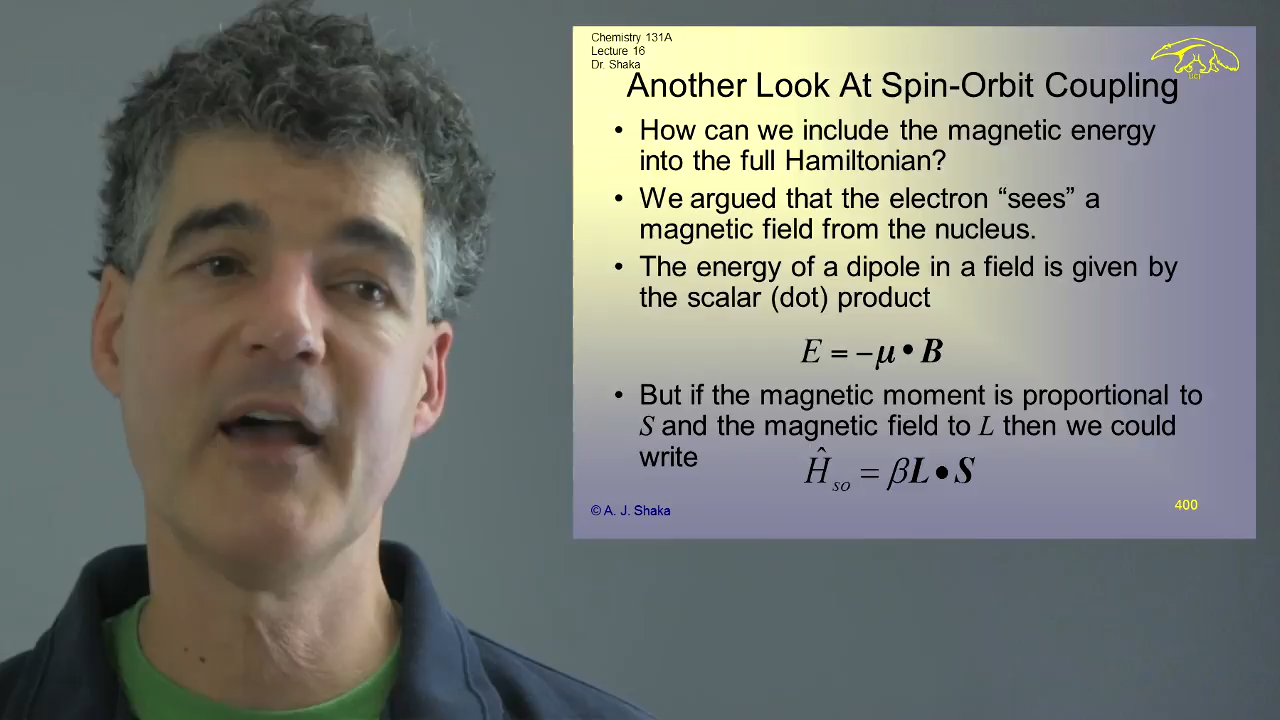 Chemistry 131A
Lecture 16
Dr. Shaka
UCI
Another Look At Spin-Orbit Coupling
• How can we include the magnetic energy
into the full Hamiltonian?
• We argued that the electron “sees” a
magnetic field from the nucleus.
• The energy of a dipole in a field is given by
the scalar (dot) product
E = −μ • B
• But if the magnetic moment is proportional to
S and the magnetic field to L then we could
write
Ĥso = βL • S
© A. J. Shaka
400